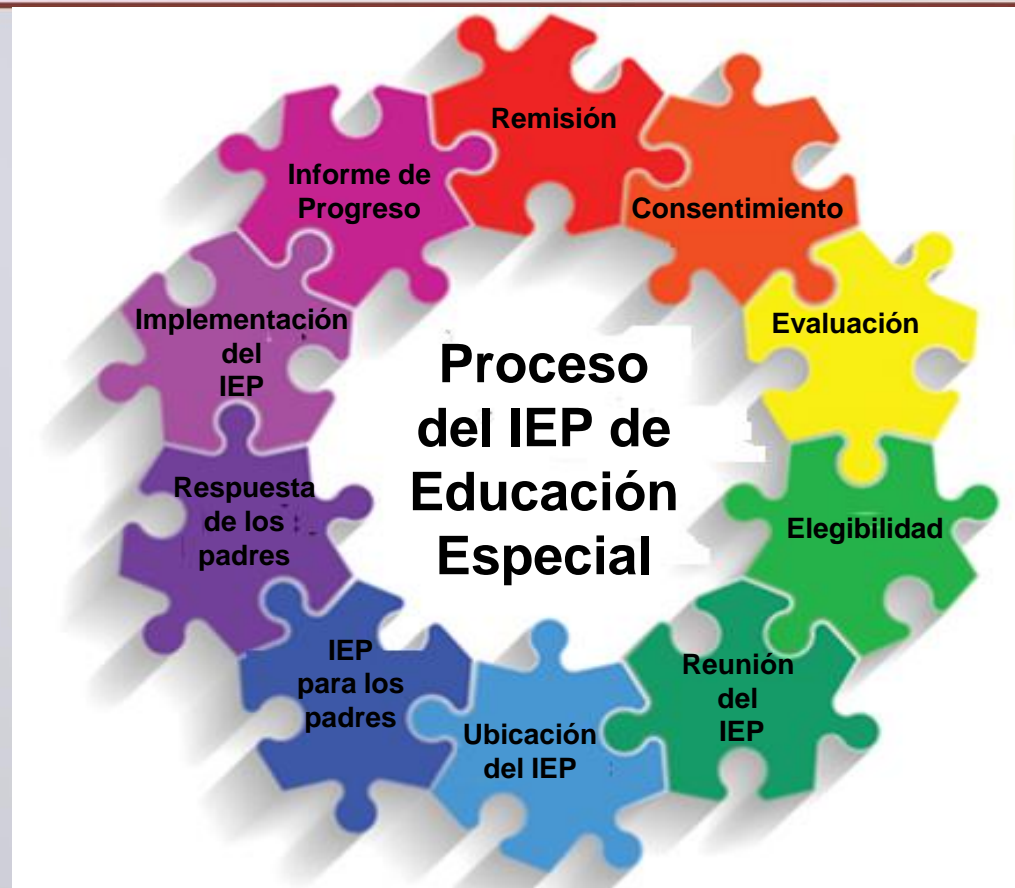 Proceso
del IEP de
Educación
Especial
Remisión
Consentimiento
Evaluación
Elegibilidad
Reunión
del
IEP
Ubicación
del IEP
IEP
para los
padres
Respuesta
de los
padres
Implementación
del
IEP
Informe de
Progreso